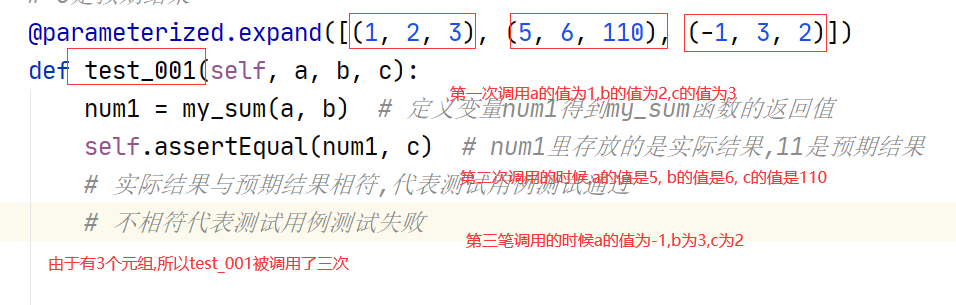 @parameterized.expand([(1, 2, 3), (5, 6, 110), (-1, 3, 2)])
def test_001(self, a, b, c):
第一次调用a的值为1,b的值为2,c的值为3
num1 = my_sum(a, b)  # 定义变量num1得到my_sum函数的返回值
self.assertEqual(num1, c)  # num1里存放的是实际结果,11是预期结果
第二次调用的时候,a的值是5, b的值是6, c的值是110
# 实际结果与预期结果相符,代表测试用例测试通过
# 不相符代表测试用例测试失败
第三笔调用的时候a的值为-1,b为3,c为2
由于有3个元组,所以test_001被调用了三次